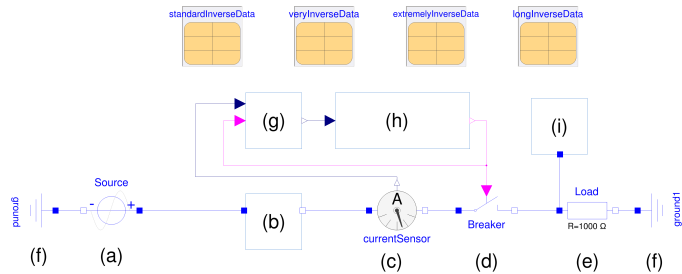 standardInverseData veryInverseData extremelyInverseData longInverseData
(g) (h) (i)
Source A Load
ground - + (b) ground1
currentSensor Breaker R=1000 Ω
(f) (a) (c) (d) (e) (f)